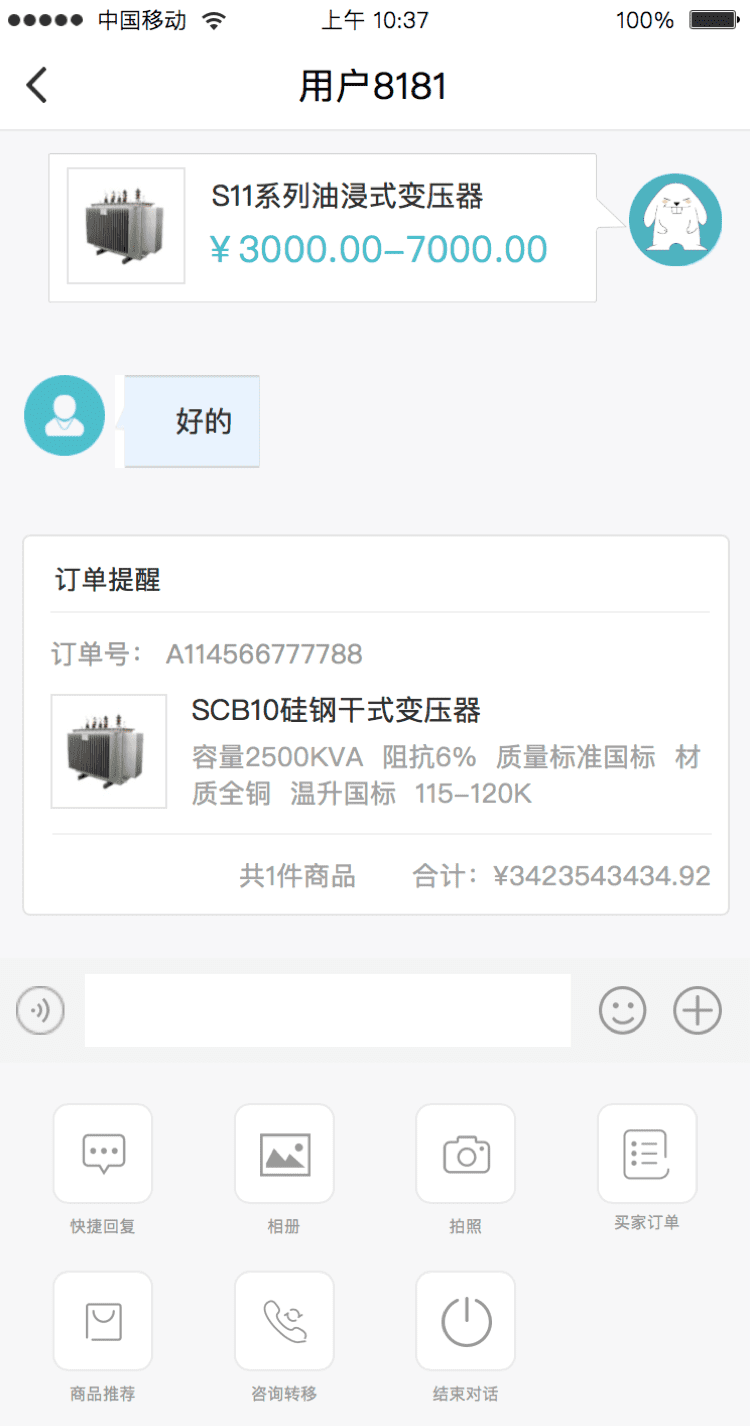 中国移动 上午 10:37 100%
用户8181
S11系列油浸式变压器
¥3000.00-7000.00
好的
订单提醒
订单号： A114566777788
SCB10硅钢干式变压器
容量2500KVA 阻抗6% 质量标准国标 材
质全铜 温升国标 115-120K
共1件商品 合计：¥3423543434.92
快捷回复 相册 拍照 买家订单
商品推荐 咨询转移 结束对话